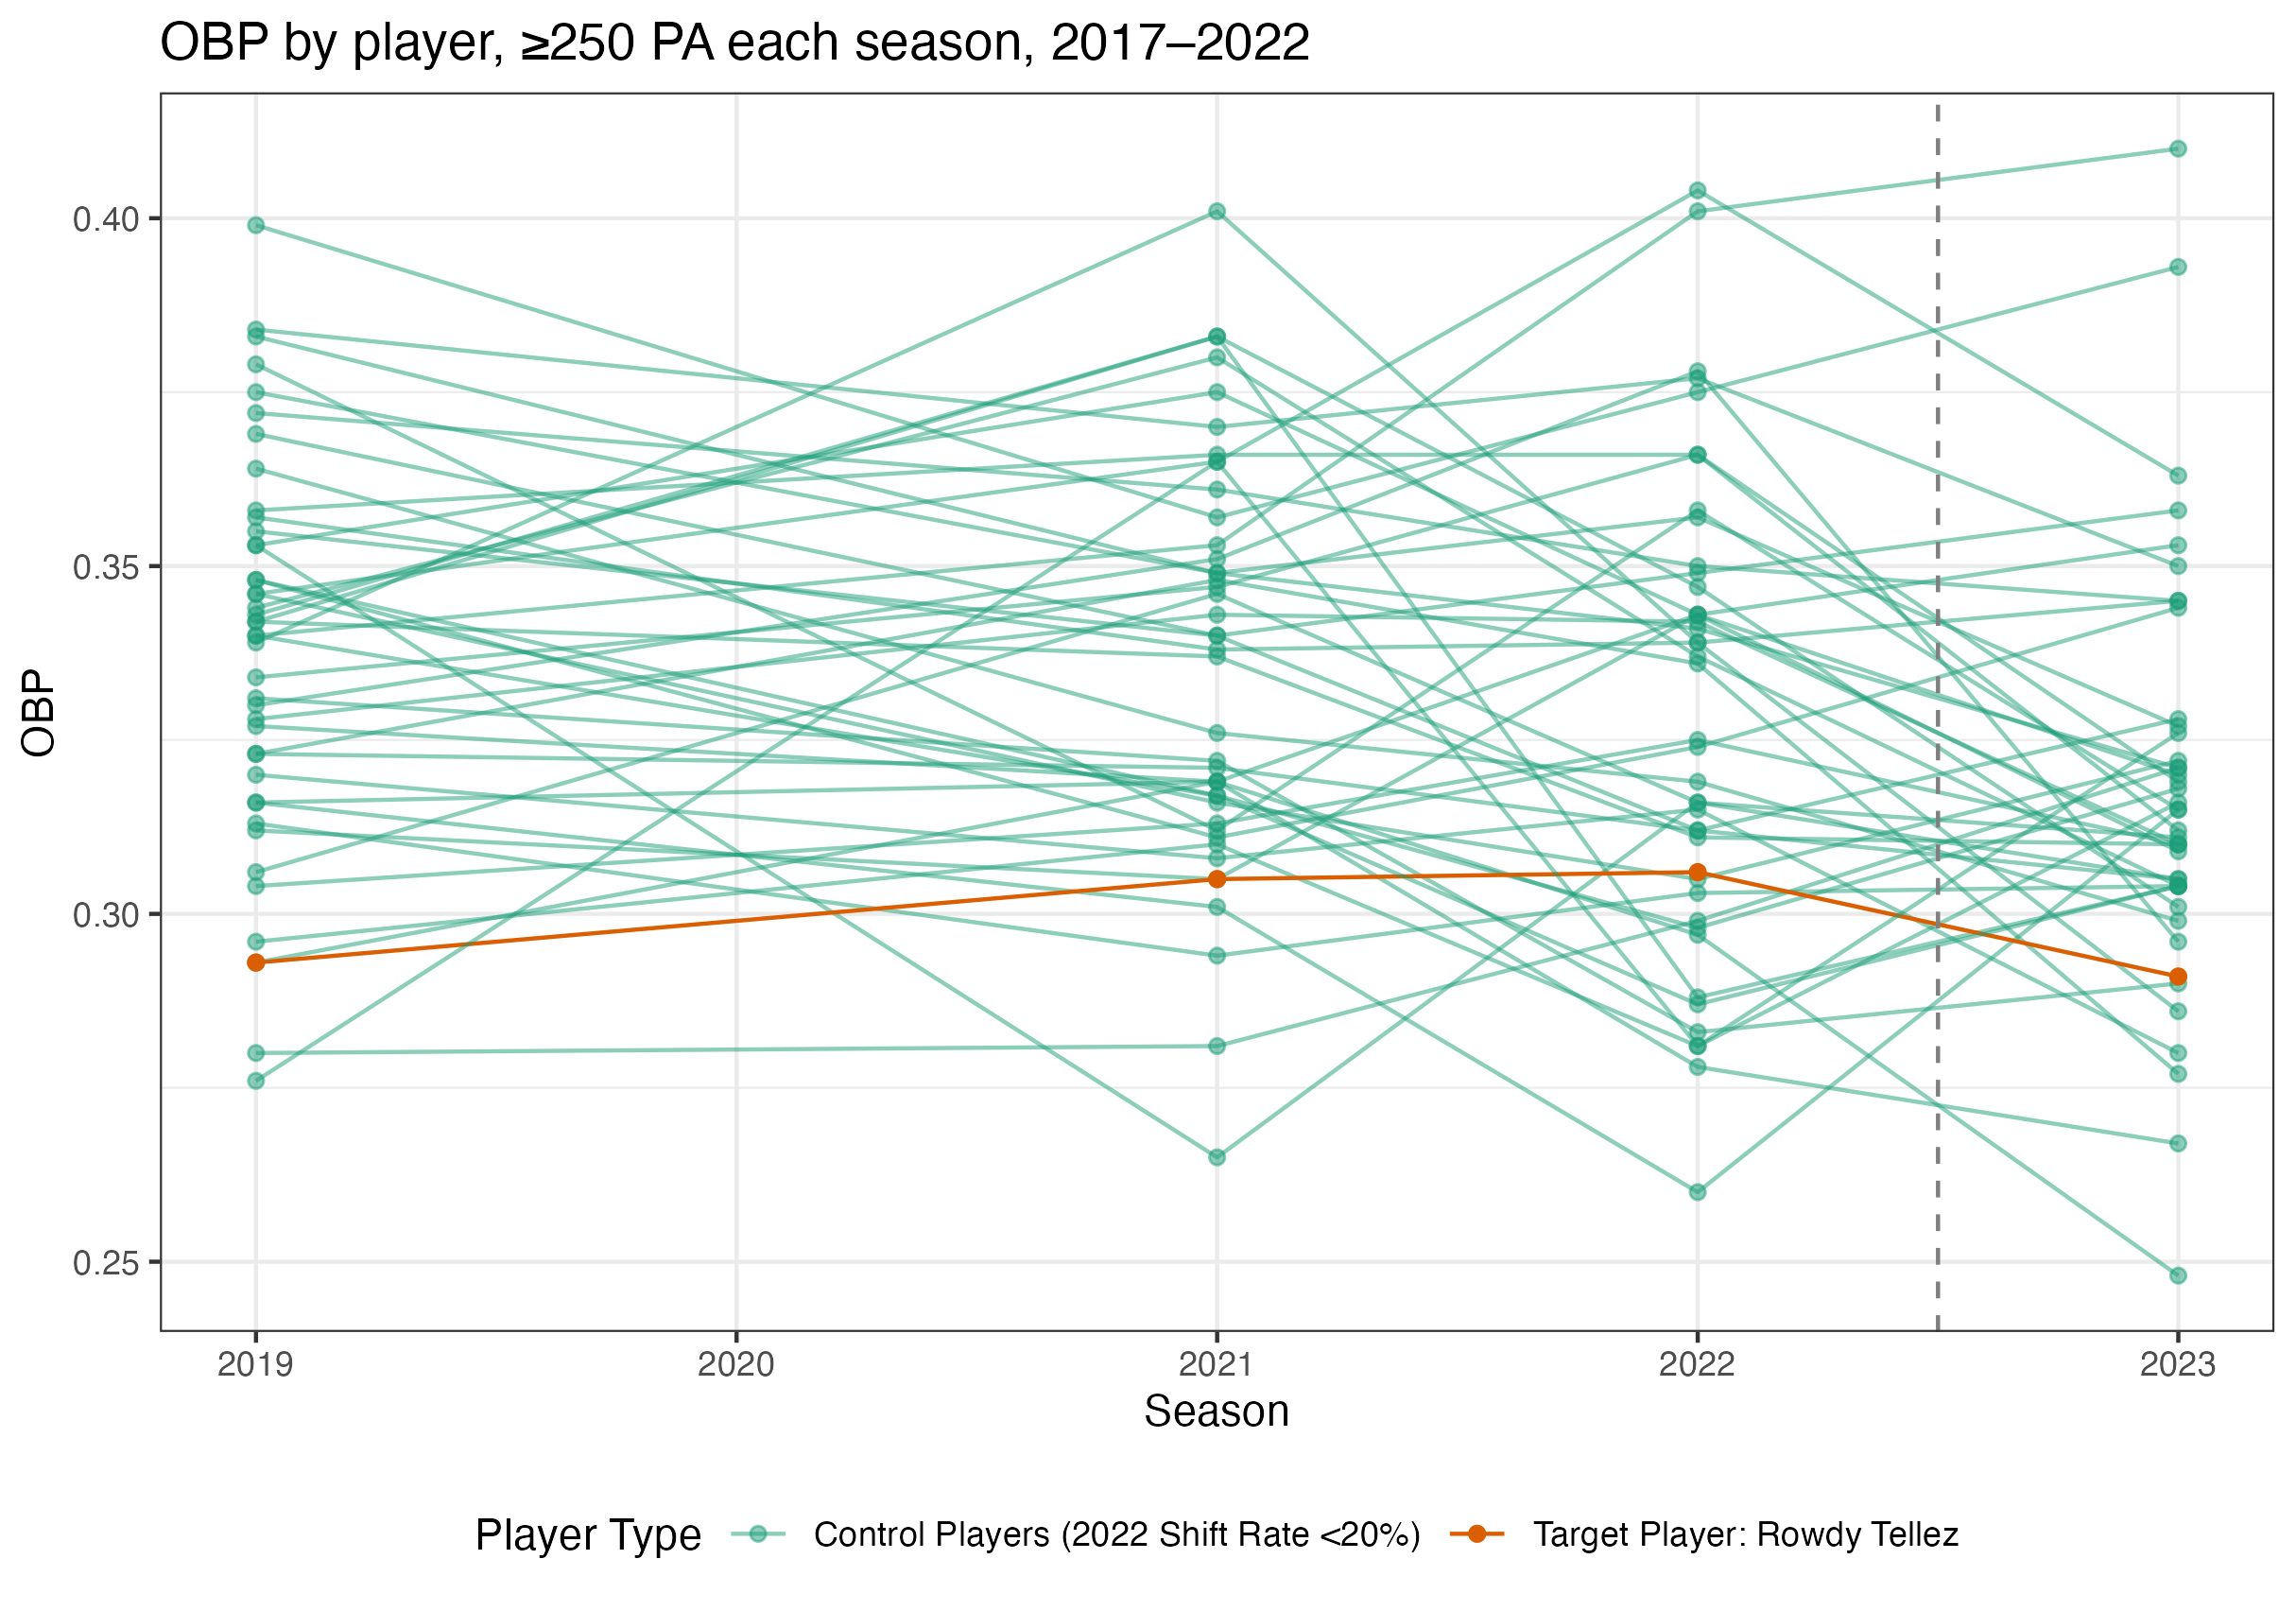 OBP by player, ≥250 PA each season, 2017–2022
OBP
0.40
0.35
0.30
0.25
2019 2020 2021 2022 2023
Season
Player Type Control Players (2022 Shift Rate <20%) Target Player: Rowdy Tellez